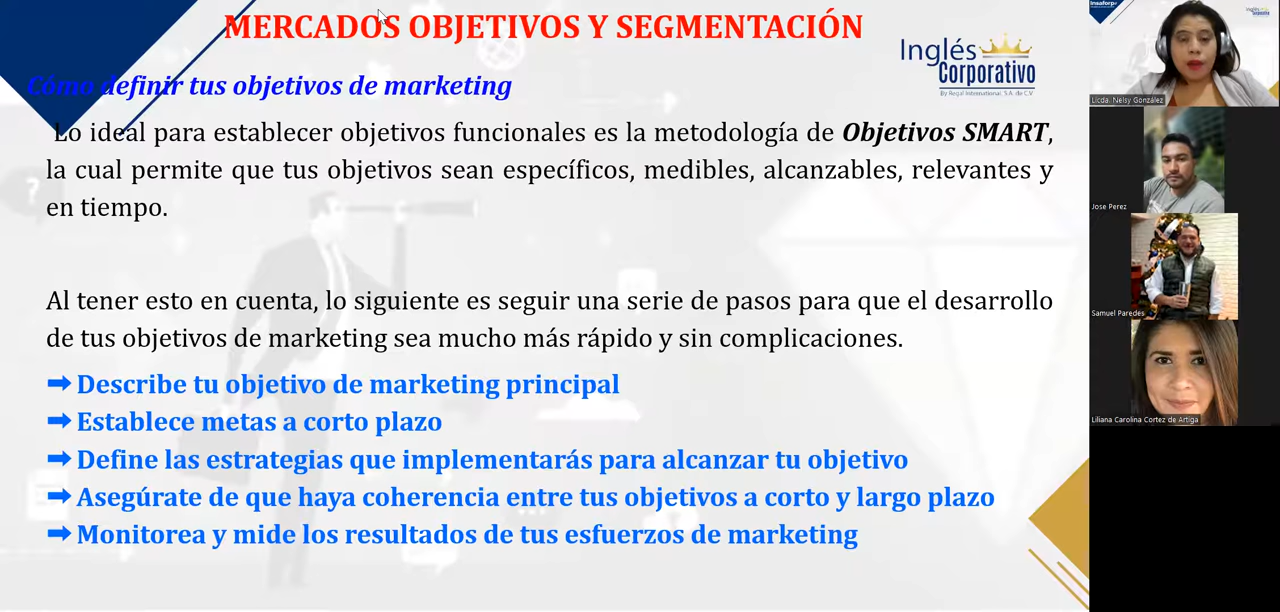 MERCADOS OBJETIVOS Y SEGMENTACIÓN
Inglés
Corporativo
By Regal International, S.A. de C.V
Cómo definir tus objetivos de marketing
Lo ideal para establecer objetivos funcionales es la metodología de Objetivos SMART,
la cual permite que tus objetivos sean específicos, medibles, alcanzables, relevantes y
en tiempo.
Al tener esto en cuenta, lo siguiente es seguir una serie de pasos para que el desarrollo
de tus objetivos de marketing sea mucho más rápido y sin complicaciones.
➡ Describe tu objetivo de marketing principal
➡ Establece metas a corto plazo
➡ Define las estrategias que implementarás para alcanzar tu objetivo
➡ Asegúrate de que haya coherencia entre tus objetivos a corto y largo plazo
➡ Monitorea y mide los resultados de tus esfuerzos de marketing
Insaforp
Licda. Neisy González
Jose Perez
Samuel Paredes
Liliana Carolina Cortez de Artiga